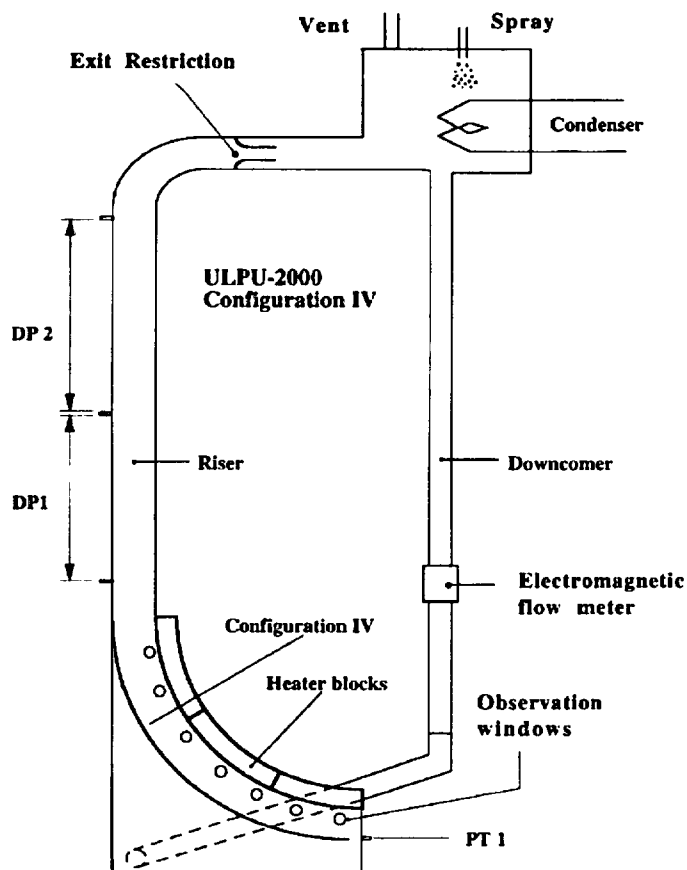 Vent
Spray
Exit Restriction
Condenser
ULPU-2000
Configuration IV
DP 2
Riser
Downcomer
DP1
Electromagnetic
flow meter
Configuration IV
Heater blocks
Observation
windows
PT 1